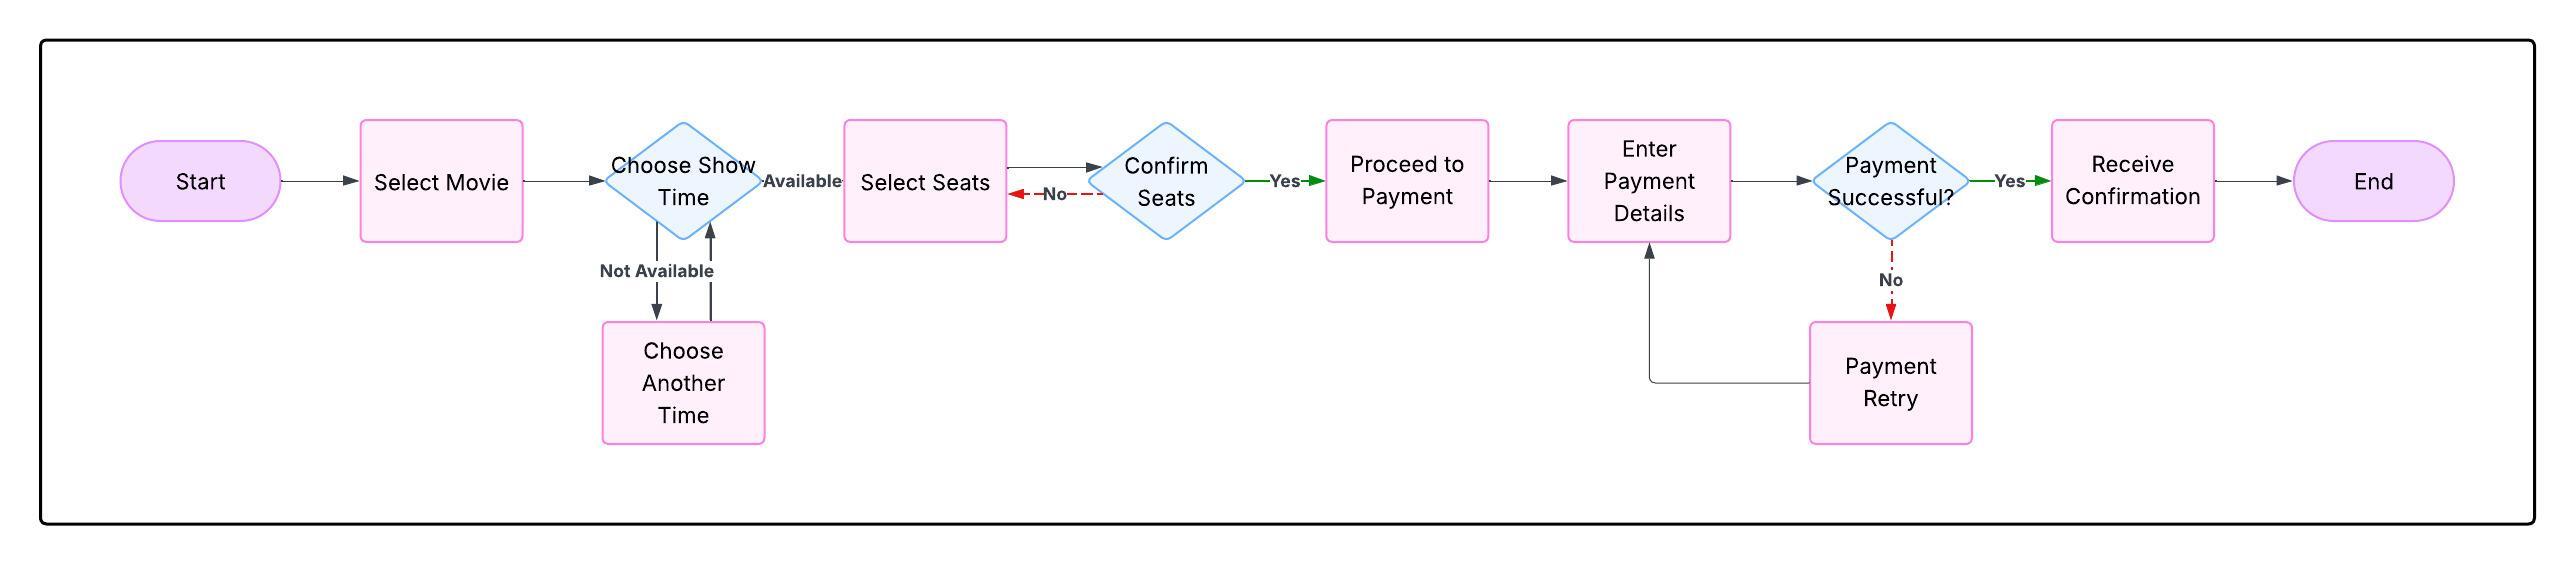 Start
Select Movie
Choose Show
Time
Available
Not Available
Choose
Another
Time
Select Seats
Confirm
Seats
No
Yes
Proceed to
Payment
Enter
Payment
Details
Payment
Successful?
No
Payment
Retry
Yes
Receive
Confirmation
End